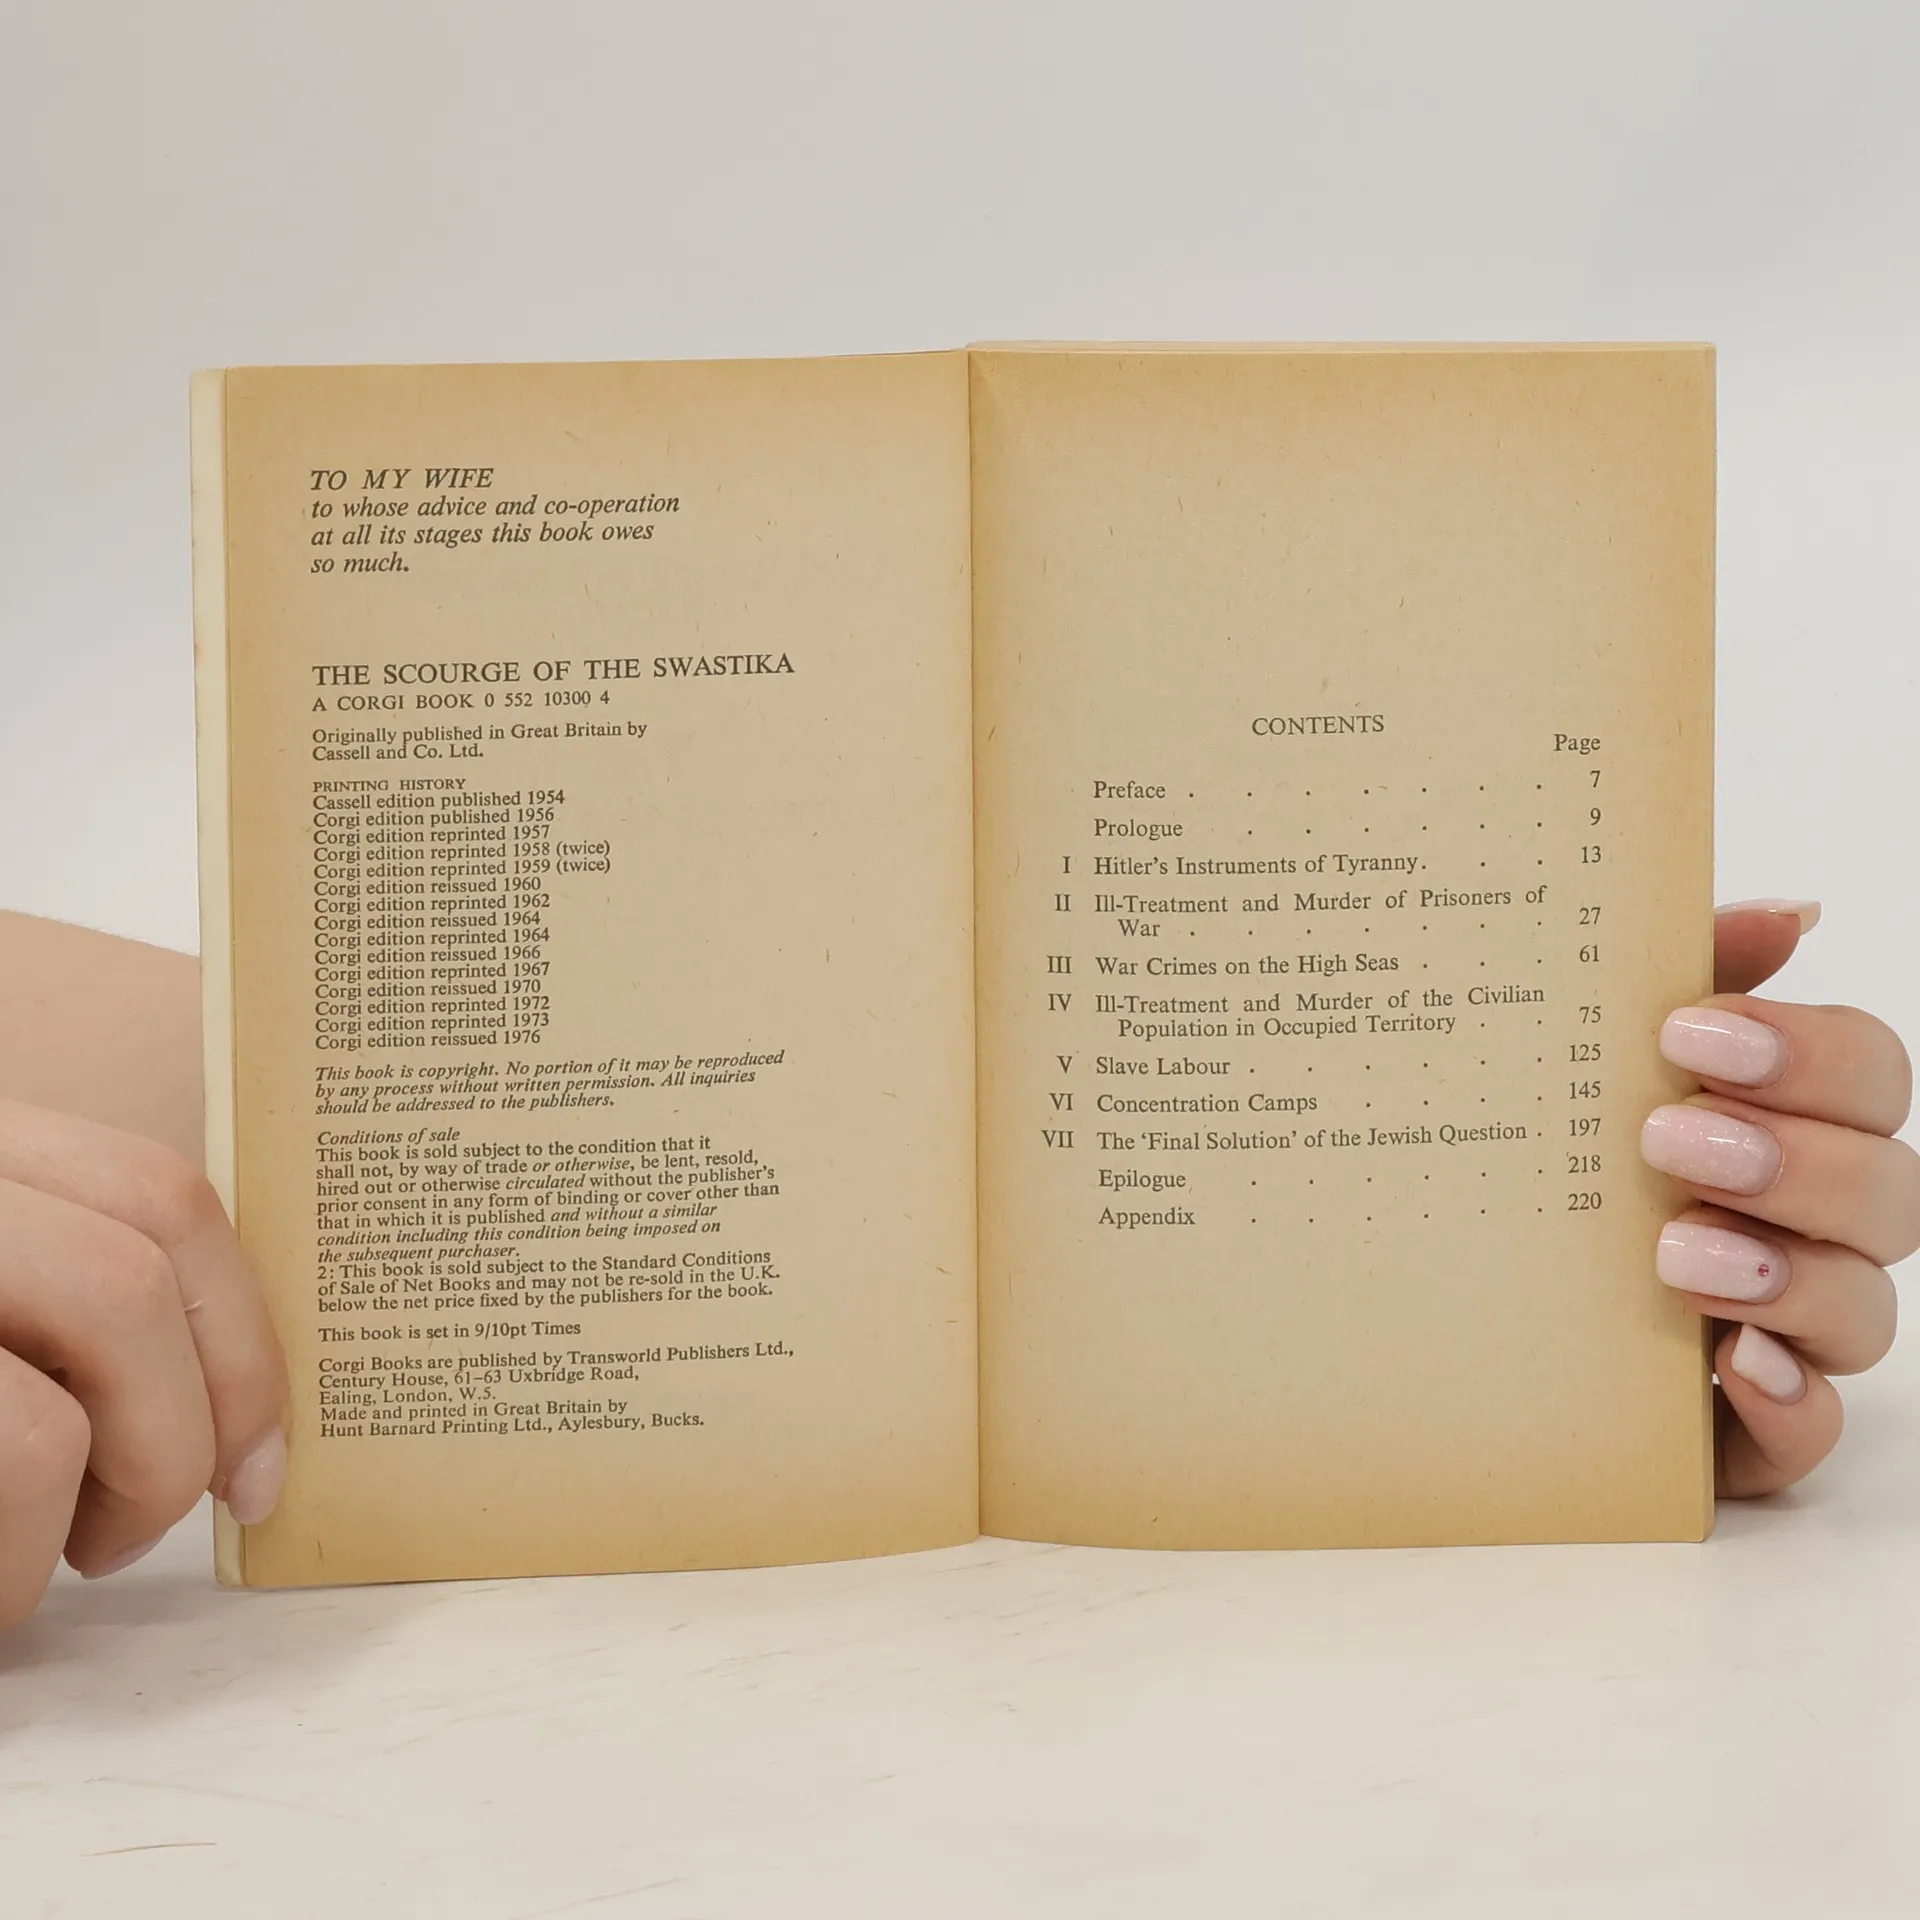 TO MY WIFE
to whose advice and co-operation
at all its stages this book owes
so much.
THE SCOURGE OF THE SWASTIKA
A CORGI BOOK 0 552 10300 4
Originally published in Great Britain by
Cassell and Co. Ltd.
PRINTING HISTORY
Cassell edition published 1954
Corgi edition published 1956
Corgi edition reprinted 1957
Corgi edition reprinted 1958 (twice)
Corgi edition reprinted 1959 (twice)
Corgi edition reissued 1960
Corgi edition reprinted 1962
Corgi edition reissued 1964
Corgi edition reprinted 1964
Corgi edition reissued 1966
Corgi edition reprinted 1967
Corgi edition reissued 1970
Corgi edition reprinted 1972
Corgi edition reprinted 1973
Corgi edition reissued 1976
This book is copyright. No portion of it may be reproduced
by any process without written permission. All inquiries
should be addressed to the publishers.
Conditions of sale
This book is sold subject to the condition that it
shall not, by way of trade or otherwise, be lent, resold,
hired out or otherwise circulated without the publisher's
prior consent in any form of binding or cover other than
that in which it is published and without a similar
condition including this condition being imposed on
the subsequent purchaser.
2: This book is sold subject to the Standard Conditions
of Sale of Net Books and may not be re-sold in the U.K.
below the net price fixed by the publishers for the book.
This book is set in 9/10pt Times
Corgi Books are published by Transworld Publishers Ltd.,
Century House, 61–63 Uxbridge Road,
Ealing, London, W.5.
Made and printed in Great Britain by
Hunt Barnard Printing Ltd., Aylesbury, Bucks.
CONTENTS
Page
Preface . . . . . . . 7
Prologue . . . . . . 9
I Hitler's Instruments of Tyranny . . . 13
II Ill-Treatment and Murder of Prisoners of
War . . . . . . . 27
III War Crimes on the High Seas . . . 61
IV Ill-Treatment and Murder of the Civilian
Population in Occupied Territory . . 75
V Slave Labour . . . . . . 125
VI Concentration Camps . . . . 145
VII The 'Final Solution' of the Jewish Question . 197
Epilogue . . . . . . 218
Appendix . . . . . . 220